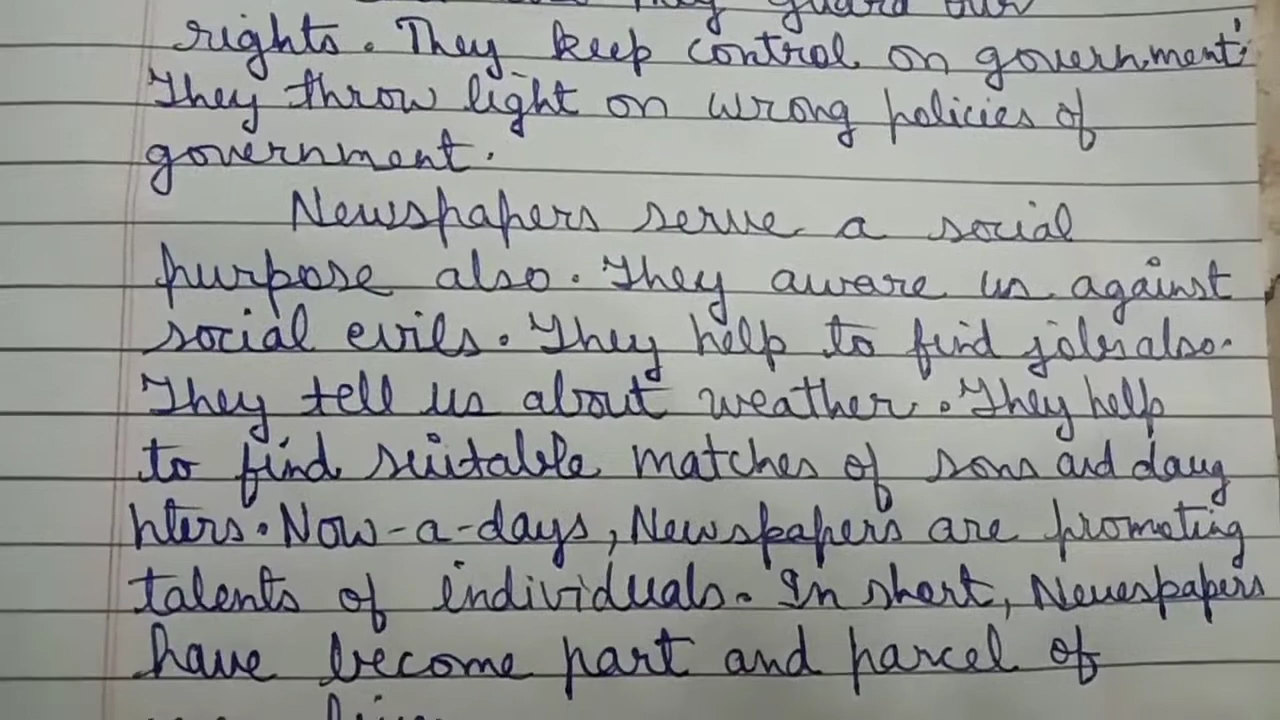 They guard our
rights. They keep control on government.
They throw light on wrong policies of
government.
Newspapers serve a social
purpose also. They aware us against
social evils. They help to find jobs also.
They tell us about weather. They help
to find suitable matches of sons and daug
hters. Now-a-days, Newspapers are promoting
talents of individuals. In short, Newspapers
have become part and parcel of